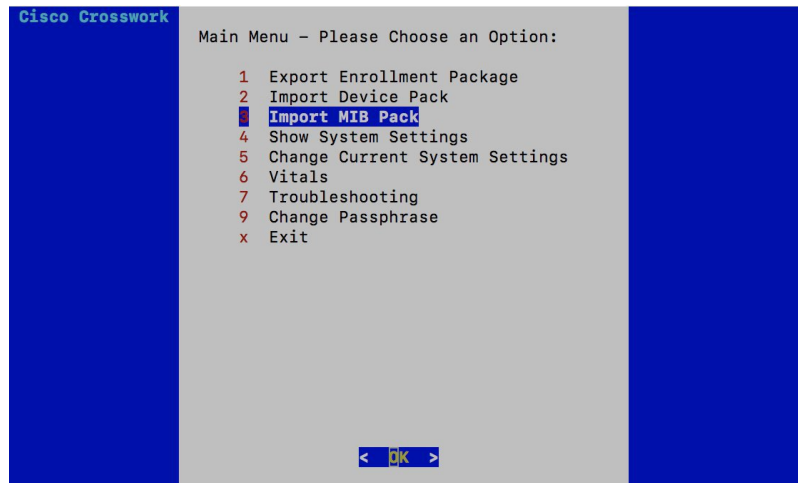 Cisco Crosswork
Main Menu – Please Choose an Option:
1 Export Enrollment Package
2 Import Device Pack
3 Import MIB Pack
4 Show System Settings
5 Change Current System Settings
6 Vitals
7 Troubleshooting
9 Change Passphrase
x Exit
< OK >